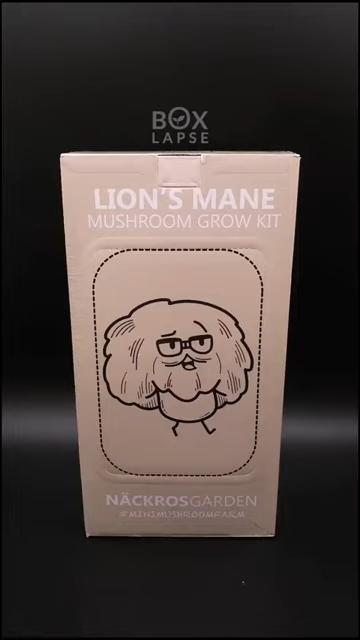 BOX
LAPSE
LION'S MANE
MUSHROOM GROW KIT
NÄCKROSGARDEN
#MINIMUSHROOMFARM